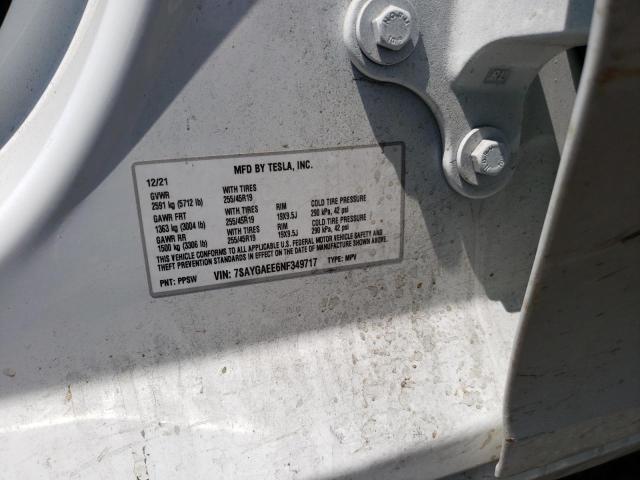 MFD BY TESLA, INC.
12/21
GVWR
2591 kg (5712 lb) WITH TIRES 255/45R19
GAWR FRT WITH TIRES RIM COLD TIRE PRESSURE
1363 kg (3004 lb) 255/45R19 19X9.5J 290 kPa, 42 psi
GAWR RR WITH TIRES RIM COLD TIRE PRESSURE
1500 kg (3306 lb) 255/45R19 19X9.5J 290 kPa, 42 psi
THIS VEHICLE CONFORMS TO ALL APPLICABLE U.S. FEDERAL MOTOR VEHICLE SAFETY AND
THEFT PREVENTION STANDARDS IN EFFECT ON THE DATE OF MANUFACTURE SHOWN ABOVE.
PNT: PPSW VIN: 7SAYGAEE6NF349717 TYPE: MPV